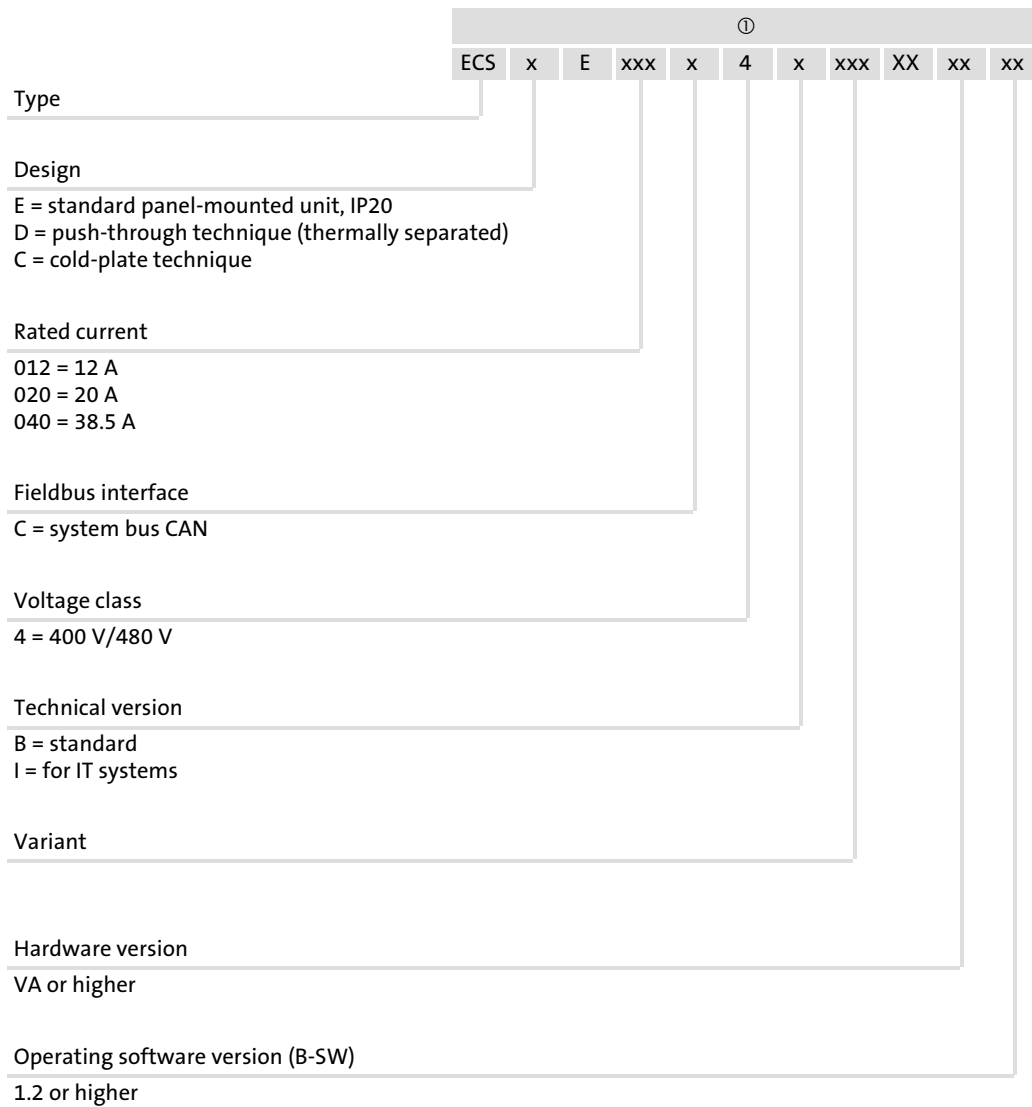 ①
ECS x E xxx x 4 x xxx XX xx xx
Type
Design
E = standard panel-mounted unit, IP20
D = push-through technique (thermally separated)
C = cold-plate technique
Rated current
012 = 12 A
020 = 20 A
040 = 38.5 A
Fieldbus interface
C = system bus CAN
Voltage class
4 = 400 V/480 V
Technical version
B = standard
I = for IT systems
Variant
Hardware version
VA or higher
Operating software version (B-SW)
1.2 or higher